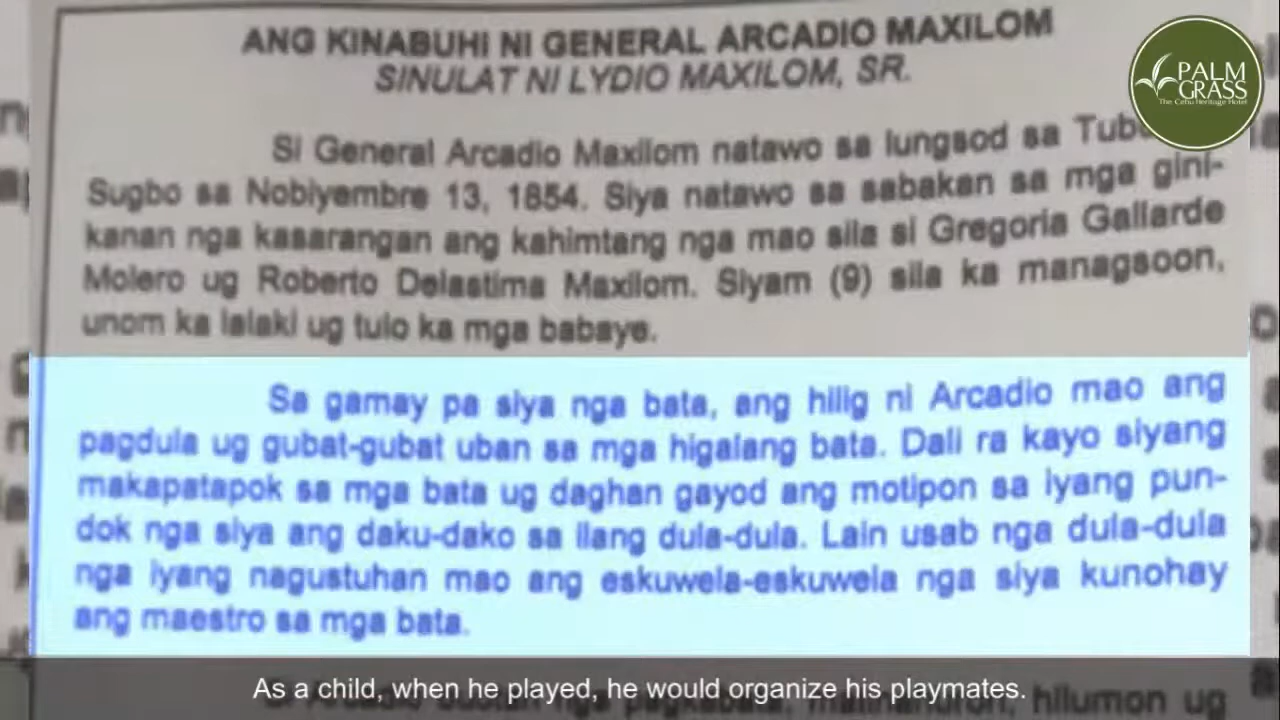 ANG KINABUHI NI GENERAL ARCADIO MAXILOM
SINULAT NI LYDIO MAXILOM, SR.
PALM
GRASS
The Cebu Heritage Hotel
Si General Arcadio Maxilom natawo sa lungsod sa
Sugbo sa Nobiyembre 13, 1854. Siya natawo sa sabakan sa mga gini-
kanan nga kasarangan ang kahimtang nga mao sila si Gregoria Gallarde
Molero ug Roberto Delastima Maxilom. Siyam (9) sila ka managsoon,
unom ka lalaki ug tulo ka mga babaye.
Sa gamay pa siya nga bata, ang hilig ni Arcadio mao ang
pagdula ug gubat-gubat uban sa mga higalang bata. Dali ra kayo siyang
makapatapok sa mga bata ug daghan gayod ang motipon sa iyang pun-
dok nga siya ang daku-dako sa ilang dula-dula. Lain usab nga dula-dula
nga iyang nagustuhan mao ang eskuwela-eskuwela nga siya kunohay
ang maestro sa mga bata.
As a child, when he played, he would organize his playmates.
hilumon ug